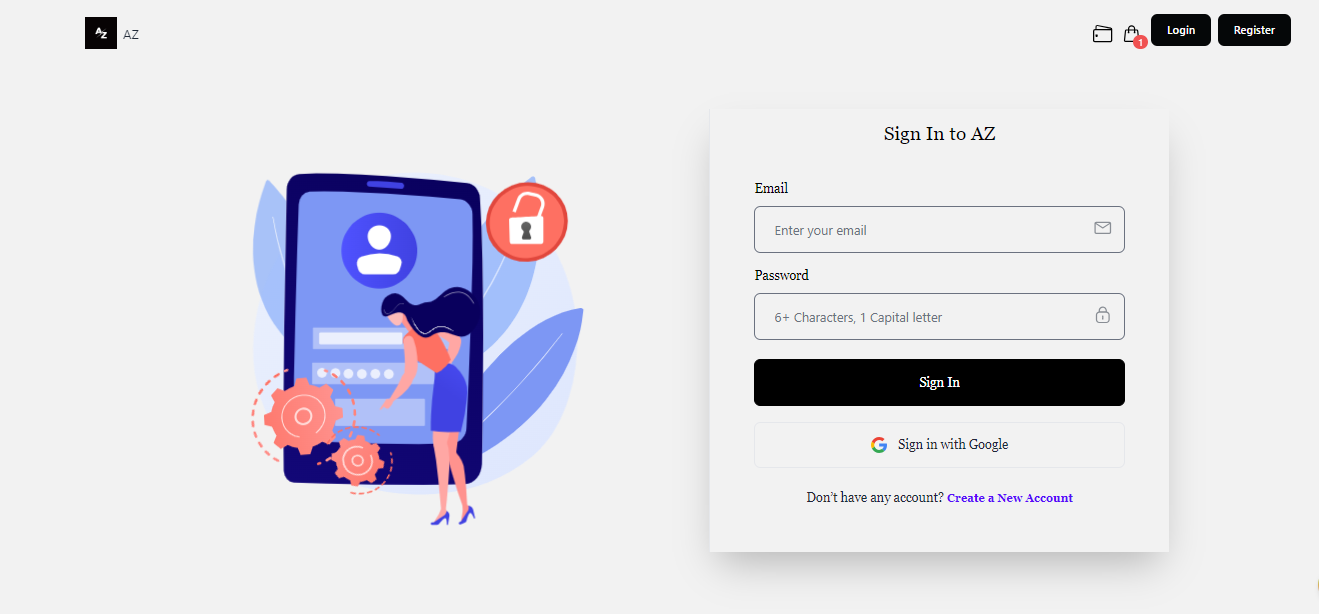 AZ
AZ
1
Login
Register
Sign In to AZ
Email
Enter your email
Password
6+ Characters, 1 Capital letter
Sign In
Sign in with Google
Don’t have any account? Create a New Account